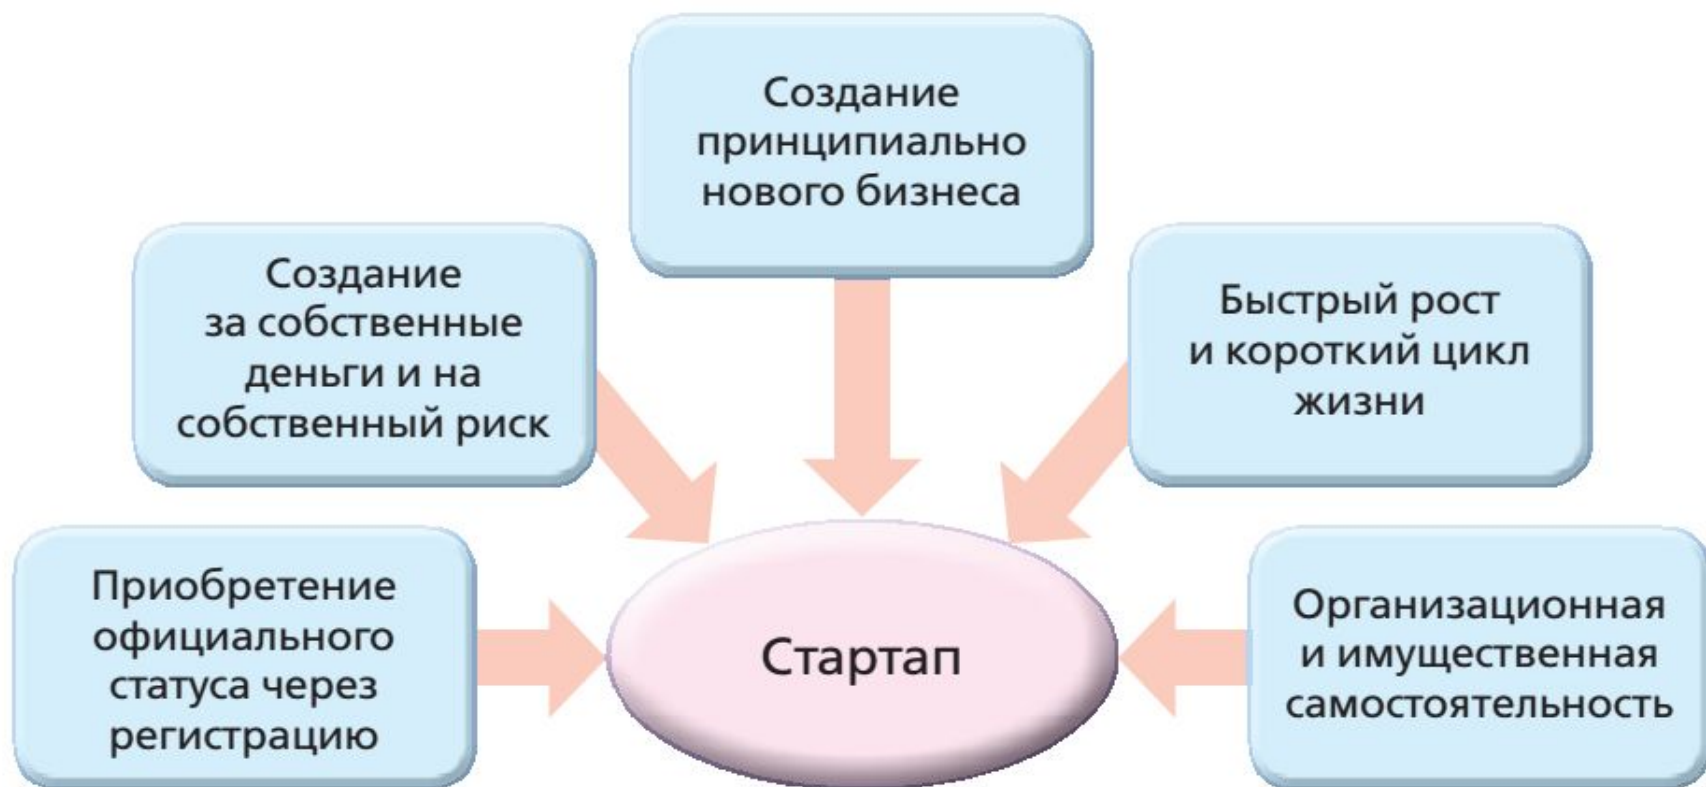 Создание
принципиально
нового бизнеса
Создание
за собственные
деньги и на
собственный риск
Быстрый рост
и короткий цикл
жизни
Приобретение
официального
статуса через
регистрацию
Стартап
Организационная
и имущественная
самостоятельность